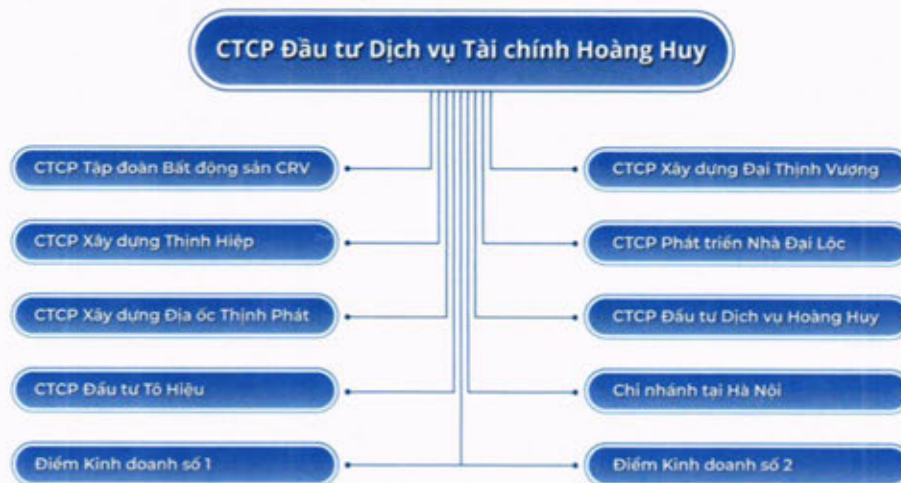 CTCP Đầu tư Dịch vụ Tài chính Hoàng Huy
CTCP Tập đoàn Bất động sản CRV
CTCP Xây dựng Đại Thịnh Vượng
CTCP Xây dựng Thịnh Hiệp
CTCP Phát triển Nhà Đại Lộc
CTCP Xây dựng Địa ốc Thịnh Phát
CTCP Đầu tư Dịch vụ Hoàng Huy
CTCP Đầu tư Tô Hiệu
Chi nhánh tại Hà Nội
Điểm Kinh doanh số 1
Điểm Kinh doanh số 2